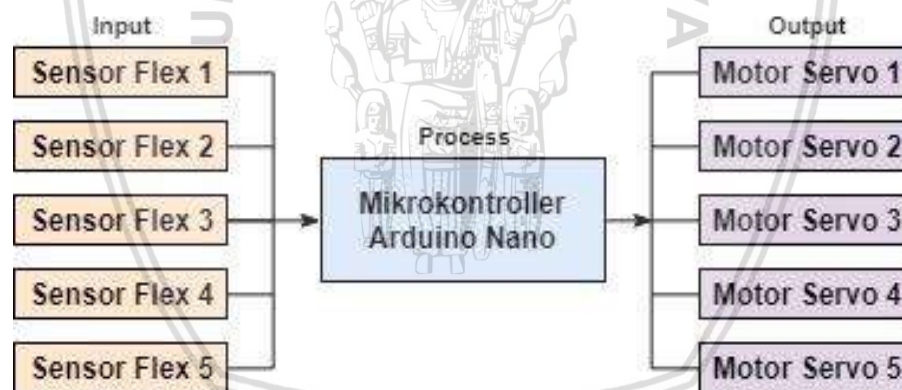 Input
Sensor Flex 1
Sensor Flex 2
Sensor Flex 3
Sensor Flex 4
Sensor Flex 5
Process
Mikrokontroller
Arduino Nano
Output
Motor Servo 1
Motor Servo 2
Motor Servo 3
Motor Servo 4
Motor Servo 5